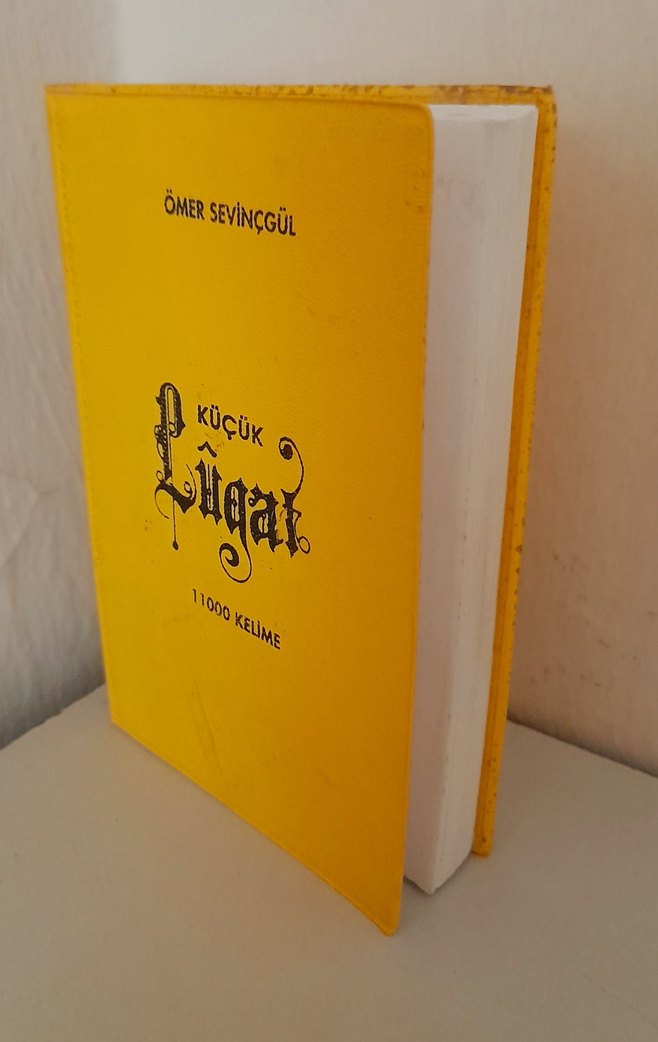 ÖMER SEVİNÇGÜL
KÜÇÜK
Lûgat
11000 KELİME